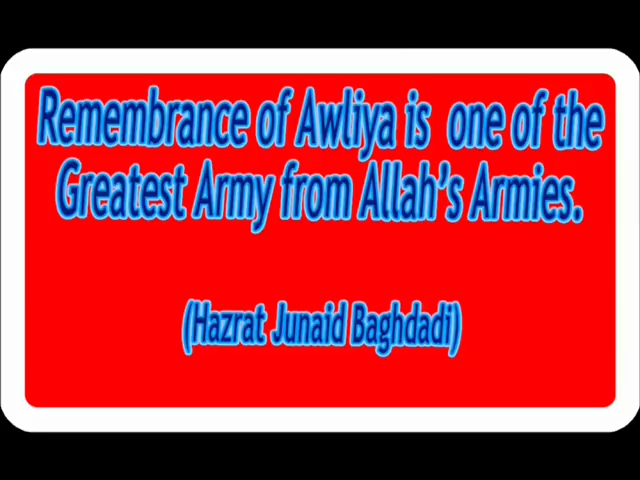 Remembrance of Awliya is one of the
Greatest Army from Allah's Armies.
(Hazrat Junaid Baghdadi)